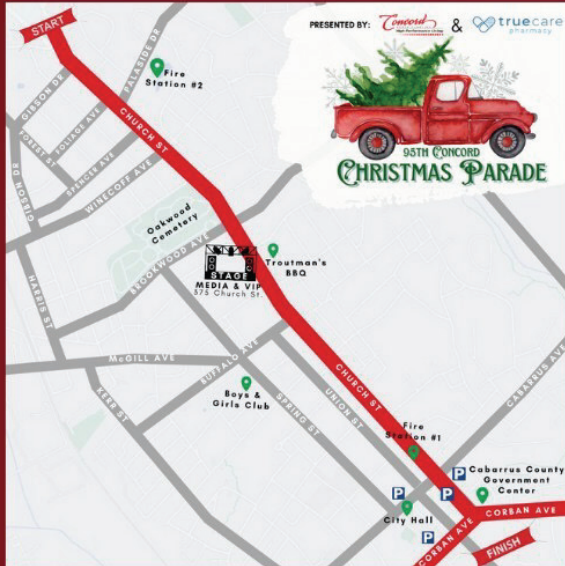 START
PRESENTED BY:
Concord
&
truecare
pharmacy
95TH CONCORD
CHRISTMAS PARADE
PALASIDE DR
Fire
Station #2
GIBSON DR
FOLIAGE AVE
FOREST ST
SPENCER AVE
CHURCH ST
WINECOFF AVE
GIBSON DR
Oakwood
Cemetery
BROOKWOOD AVE
HARRIS ST
STAGE
MEDIA & VIP
575 Church St.
Troutman's
BBQ
McGILL AVE
BUFFALO AVE
KERR ST
Boys &
Girls Club
SPRING ST
UNION ST
CHURCH ST
CABARRUS AVE
Fire
Station #1
P
P
P
P
Cabarrus County
Government
Center
City Hall
CORBAN AVE
CORBAN AVE
FINISH